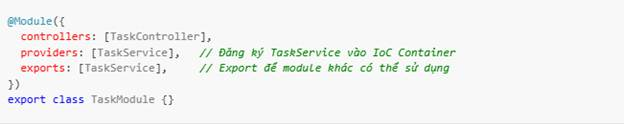 @Module({
  controllers: [TaskController],
  providers: [TaskService],   // Đăng ký TaskService vào IoC Container
  exports: [TaskService],     // Export để module khác có thể sử dụng
})
export class TaskModule {}